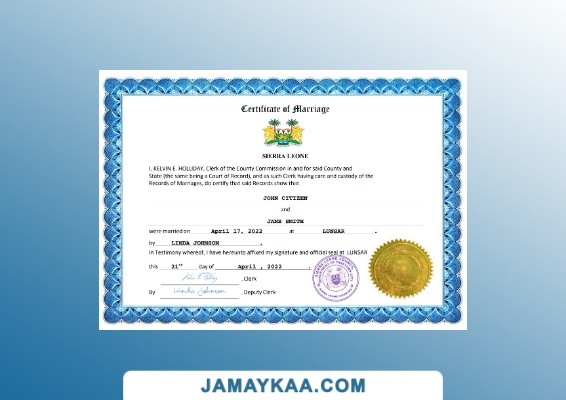 Certificate of Marriage
SIERRA LEONE
I, KELVIN E. HOLLIDAY, Clerk of the County Commission in and for said County and
State (the same being a Court of Record), and as such Clerk having care and custody of the
Records of Marriages, do certify that said Records show that
JOHN CITIZEN
and
JANE SMITH
were married on April 17, 2022 at LUNSAR .
by LINDA JOHNSON .
In Testimony whereof, I have hereunto affixed my signature and official seal at LUNSAR
this 21st day of April , 2022 .
, Clerk
By Linda Johnson , Deputy Clerk
JAMAYKAA.COM